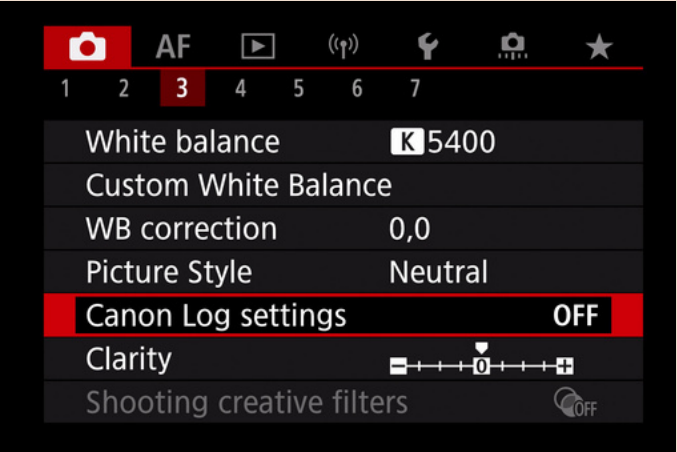 AF
1 2 3 4 5 6 7
White balance K 5400
Custom White Balance
WB correction 0,0
Picture Style Neutral
Canon Log settings OFF
Clarity 0
Shooting creative filters OFF